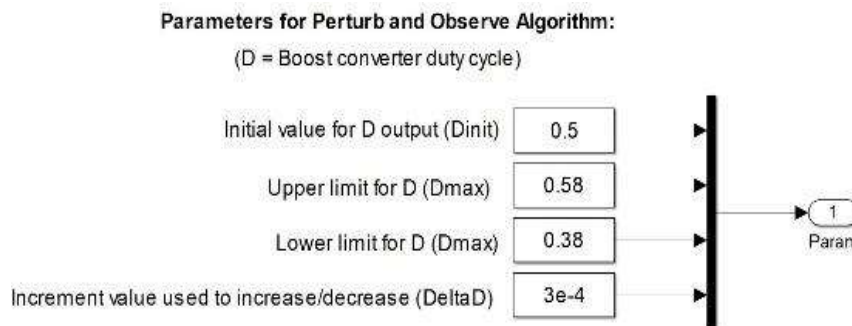 Parameters for Perturb and Observe Algorithm:
(D = Boost converter duty cycle)
Initial value for D output (Dinit) 0.5
Upper limit for D (Dmax) 0.58
1
Param
Lower limit for D (Dmax) 0.38
Increment value used to increase/decrease (DeltaD) 3e-4